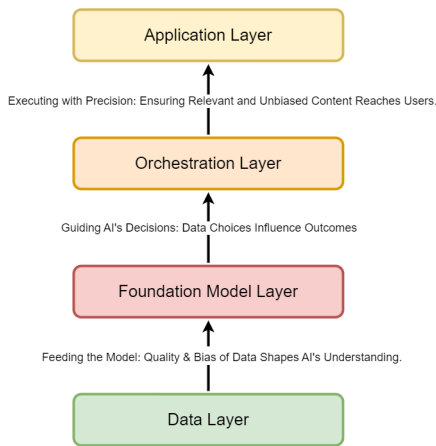 Application Layer
Executing with Precision: Ensuring Relevant and Unbiased Content Reaches Users.
Orchestration Layer
Guiding AI's Decisions: Data Choices Influence Outcomes
Foundation Model Layer
Feeding the Model: Quality & Bias of Data Shapes AI's Understanding.
Data Layer